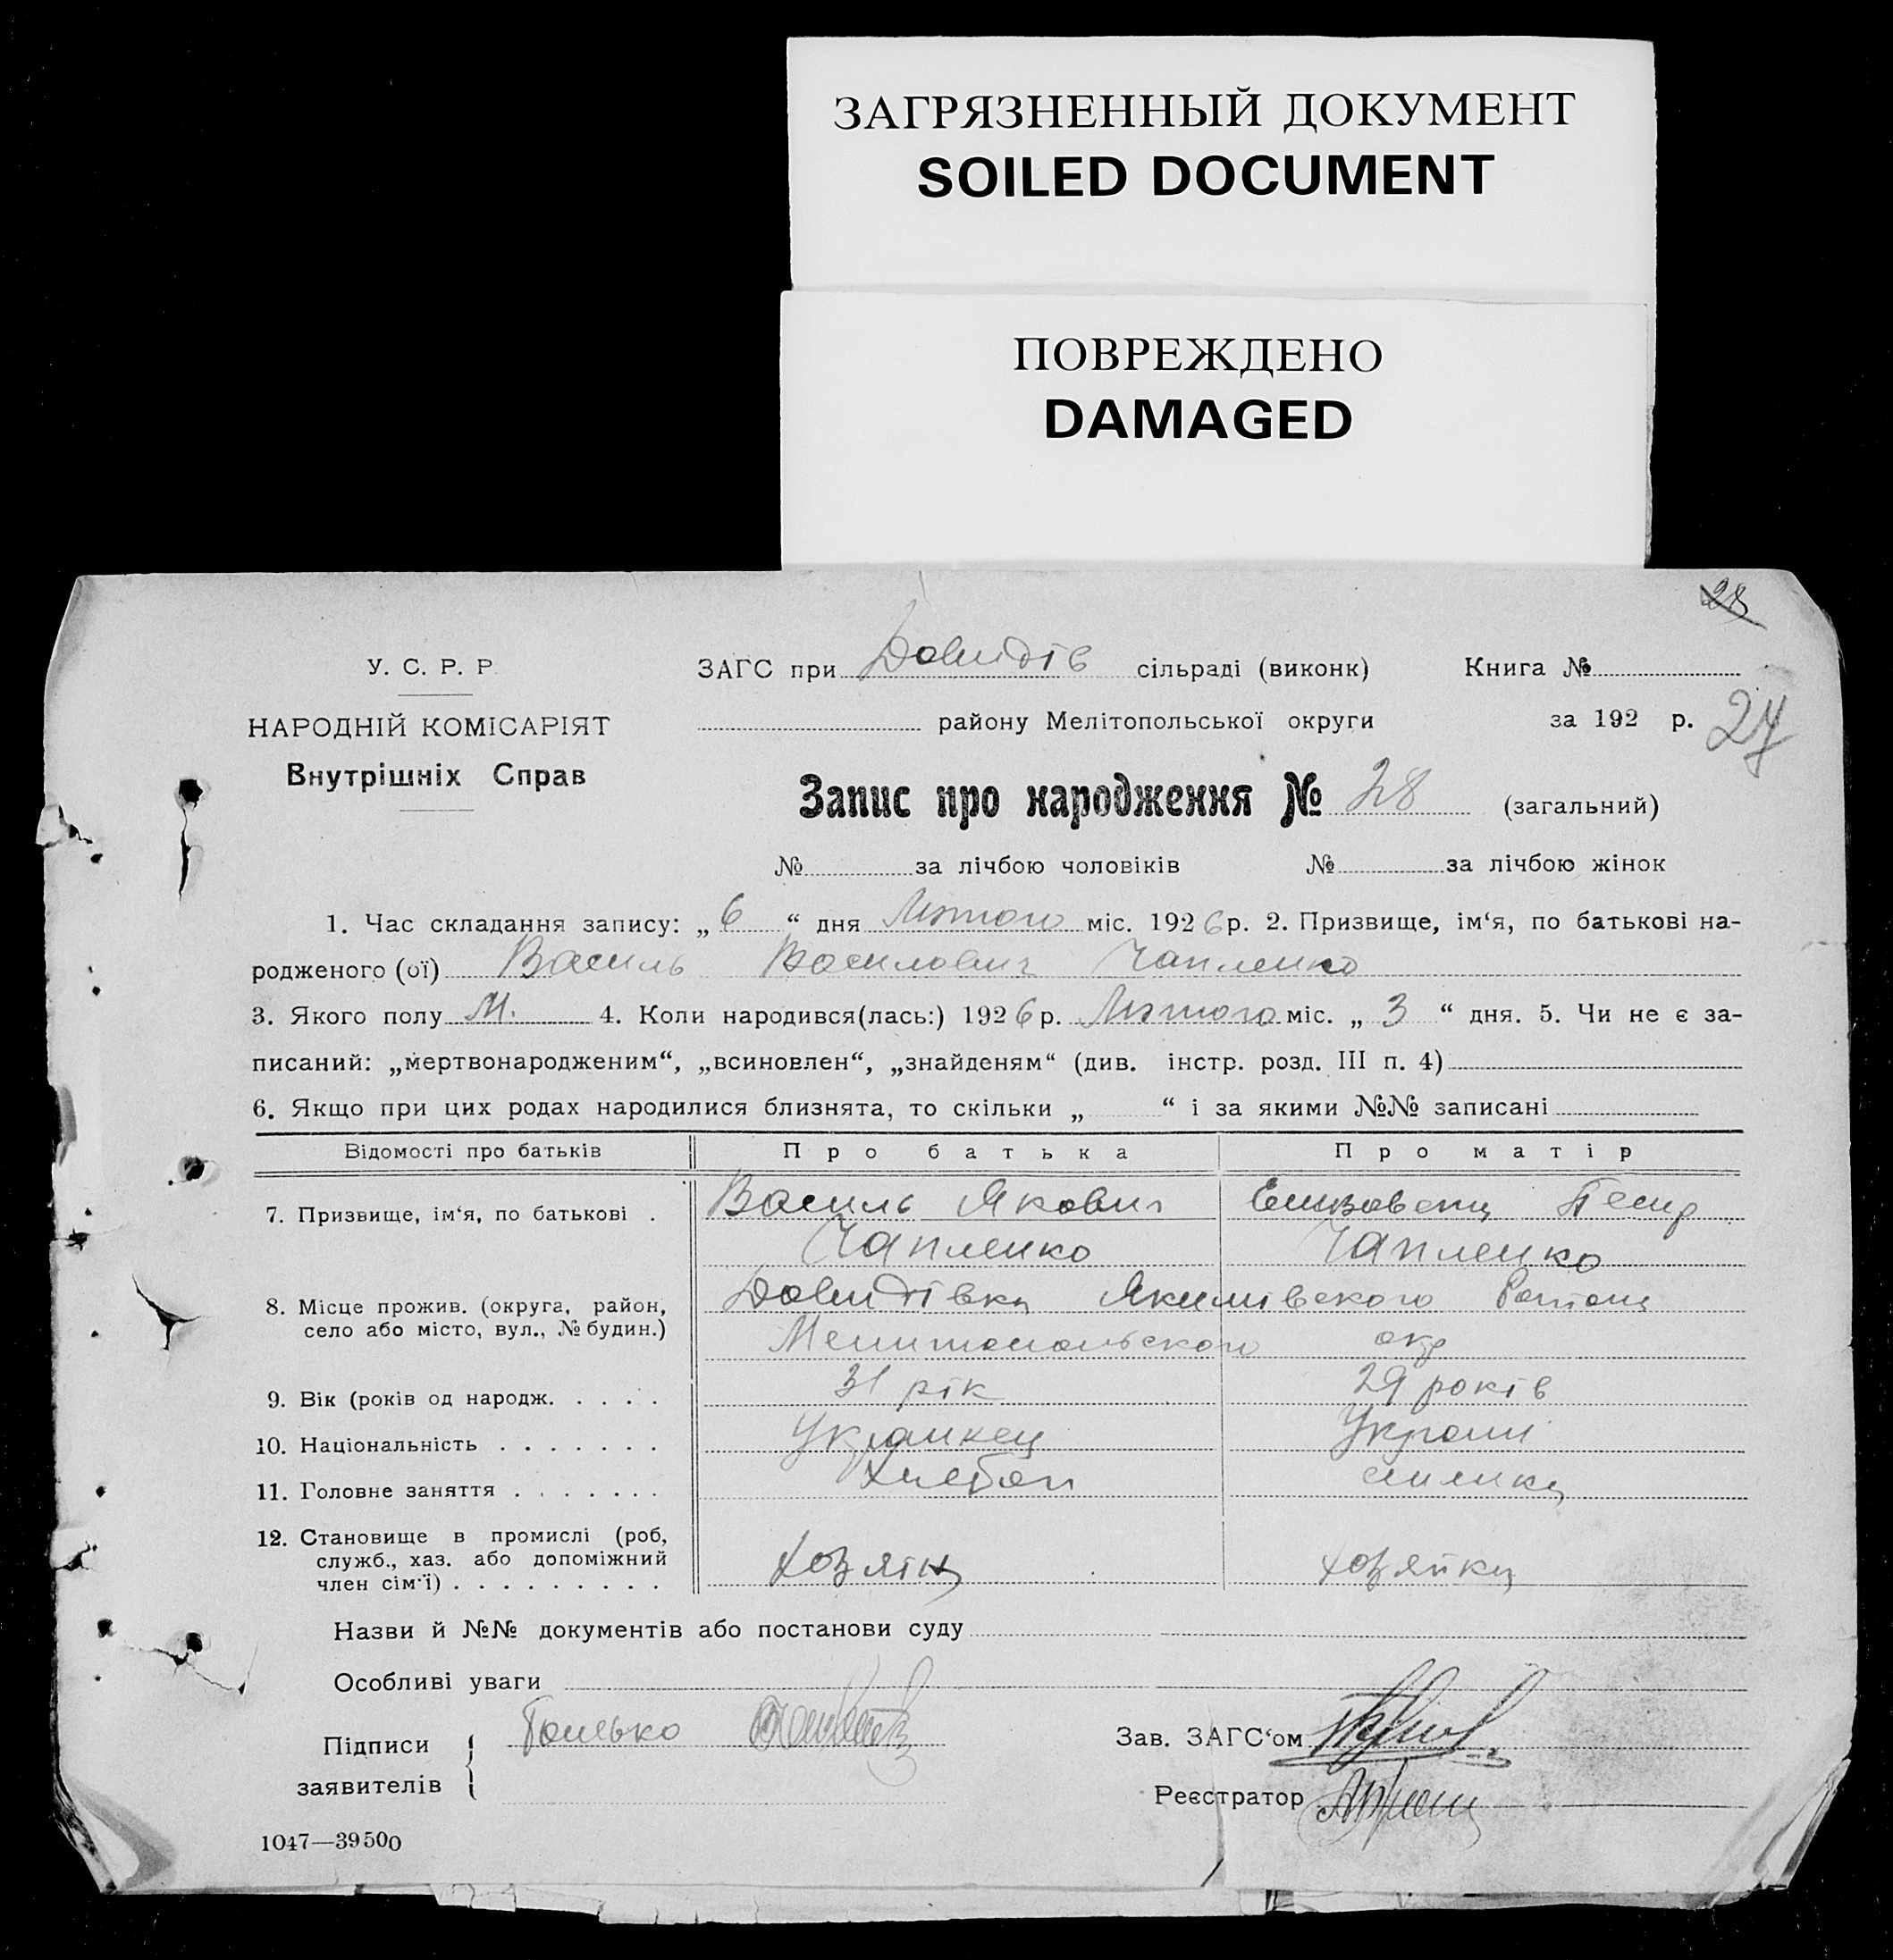 ЗАГРЯЗНЕННЫЙ ДОКУМЕНТ
SOILED DOCUMENT
ПОВРЕЖДЕНО
DAMAGED
28
У. С. Р. Р.
ЗАГС при Довидтів сільраді (виконк) Книга №
НАРОДНІЙ КОМІСАРІЯТ
району Мелітопольської округи за 192 р. 27
Внутрішніх Справ
Запис про народження № 28 (загальний)
№ за лічбою чоловіків № за лічбою жінок
1. Час складання запису: „ 6 “ дня Лютого міс. 1926 р. 2. Призвище, ім‘я, по батькові на-
родженого (ої) Василь Василович Чапленко
3. Якого полу М. 4. Коли народився(лась:) 1926 р. Лютого міс. „ 3 “ дня. 5. Чи не є за-
писаний: „мертвонародженим“, „всиновлен“, „знайденям“ (див. інстр. розд. III п. 4)
6. Якщо при цих родах народилися близнята, то скільки „ “ і за якими №№ записані
Відомості про батьків Про батька Про матір
7. Призвище, ім‘я, по батькові . Василь Якович Елизавета
Чапленко Чапленко
8. Місце прожив. (округа, район, Довидтівка Якимівского Району
село або місто, вул., № будин.)
Мелитопольского окр
9. Вік (років од народж. . . . . 31 рік 29 років
10. Національність . . . . . . . Украинец Україн
11. Головне заняття . . . . . . . Хлебоп
12. Становище в промислі (роб, служб., хаз. або допоміжний член сім‘ї) . . . . . . . . . Хозяін хозяйка
Назви й №№ документів або постанови суду
Особливі уваги
Підписи заявителів
Зав. ЗАГС‘ом
Реєстратор
1047—39500